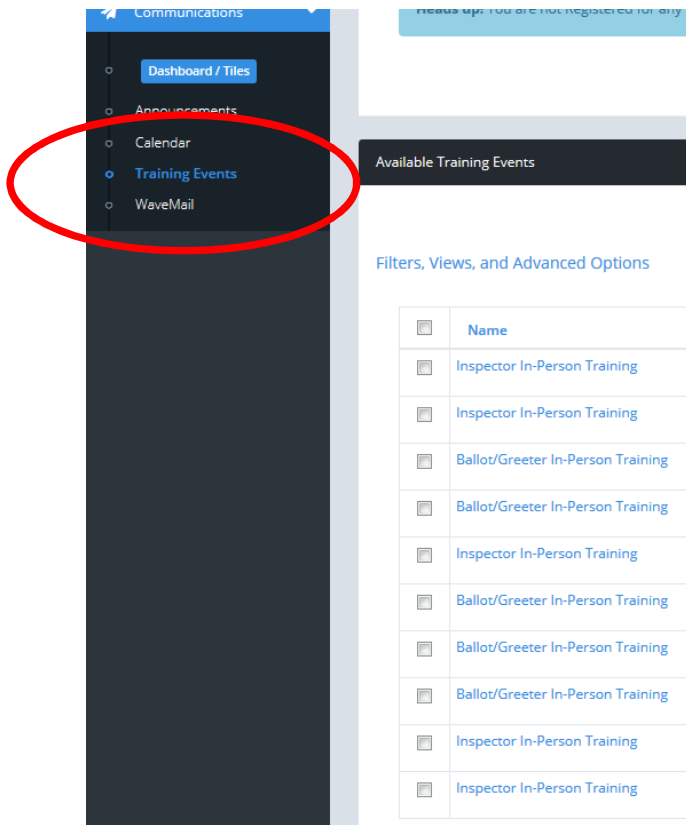 Communications
Dashboard / Tiles
Announcements
Calendar
Training Events
WaveMail
Heads up! You are not Registered for any
Available Training Events
Filters, Views, and Advanced Options
Name
Inspector In-Person Training
Inspector In-Person Training
Ballot/Greeter In-Person Training
Ballot/Greeter In-Person Training
Inspector In-Person Training
Ballot/Greeter In-Person Training
Ballot/Greeter In-Person Training
Ballot/Greeter In-Person Training
Inspector In-Person Training
Inspector In-Person Training